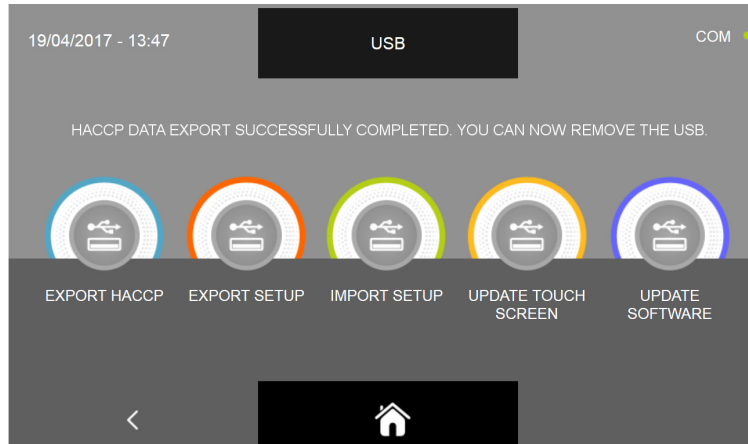 19/04/2017 - 13:47
USB
COM
HACCP DATA EXPORT SUCCESSFULLY COMPLETED. YOU CAN NOW REMOVE THE USB.
EXPORT HACCP
EXPORT SETUP
IMPORT SETUP
UPDATE TOUCH
SCREEN
UPDATE
SOFTWARE